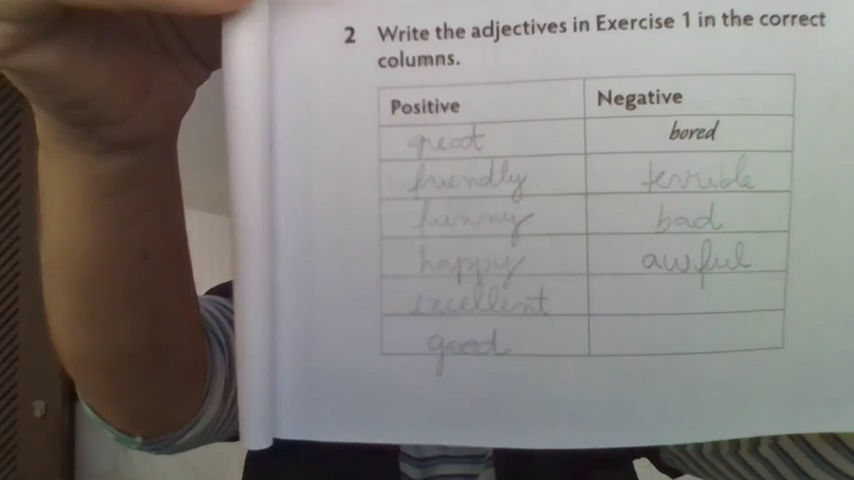 2 Write the adjectives in Exercise 1 in the correct
columns.
Positive Negative
great bored
friendly terrible
funny bad
happy awful
excellent
good